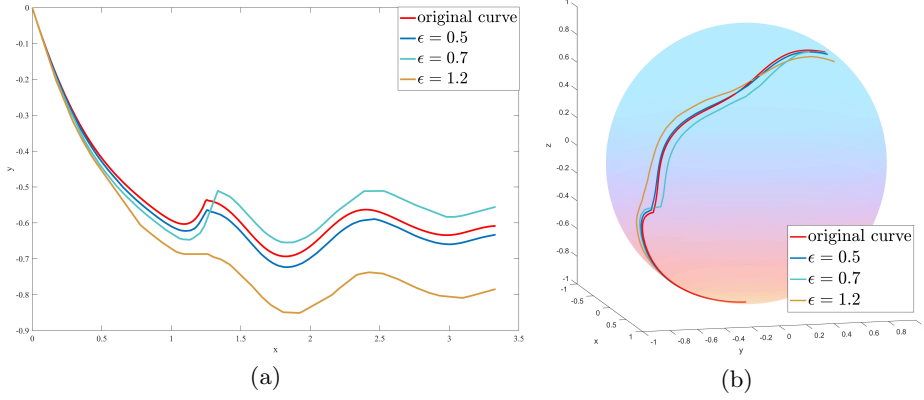 original curve
ϵ = 0.5
ϵ = 0.7
ϵ = 1.2
0
-0.1
-0.2
-0.3
-0.4
-0.5
-0.6
-0.7
-0.8
-0.9
y
0
0.5
1
1.5
2
2.5
3
3.5
x
(a)
1
0.8
0.6
0.4
0.2
0
-0.2
-0.4
-0.6
-0.8
-1
z
original curve
ϵ = 0.5
ϵ = 0.7
ϵ = 1.2
-1
-0.5
0
0.5
1
x
-1
-0.8
-0.6
-0.4
-0.2
0
0.2
0.4
0.6
0.8
y
(b)